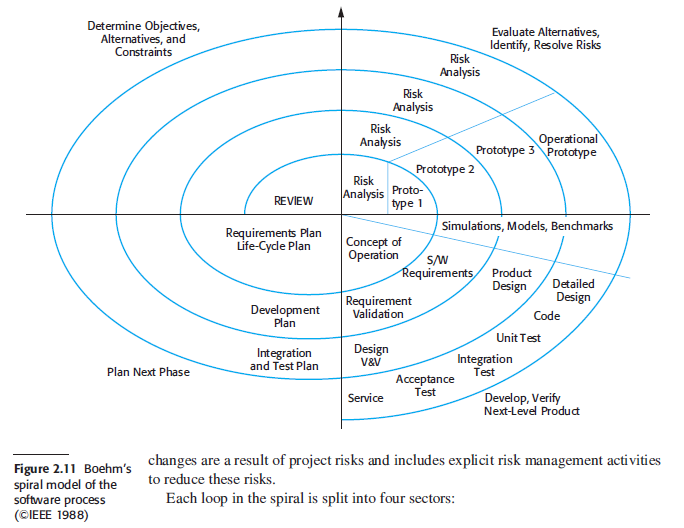 Determine Objectives,
Alternatives, and
Constraints
Evaluate Alternatives,
Identify, Resolve Risks
Risk
Analysis
Risk
Analysis
Risk
Analysis
Risk
Analysis
Proto-
type 1
Prototype 2
Prototype 3
Operational
Prototype
REVIEW
Requirements Plan
Life-Cycle Plan
Concept of
Operation
Simulations, Models, Benchmarks
S/W
Requirements
Product
Design
Detailed
Design
Development
Plan
Requirement
Validation
Code
Unit Test
Integration
and Test Plan
Design
V&V
Integration
Test
Plan Next Phase
Acceptance
Test
Service
Develop, Verify
Next-Level Product
Figure 2.11 Boehm's
spiral model of the
software process
(©IEEE 1988)
changes are a result of project risks and includes explicit risk management activities
to reduce these risks.
Each loop in the spiral is split into four sectors: